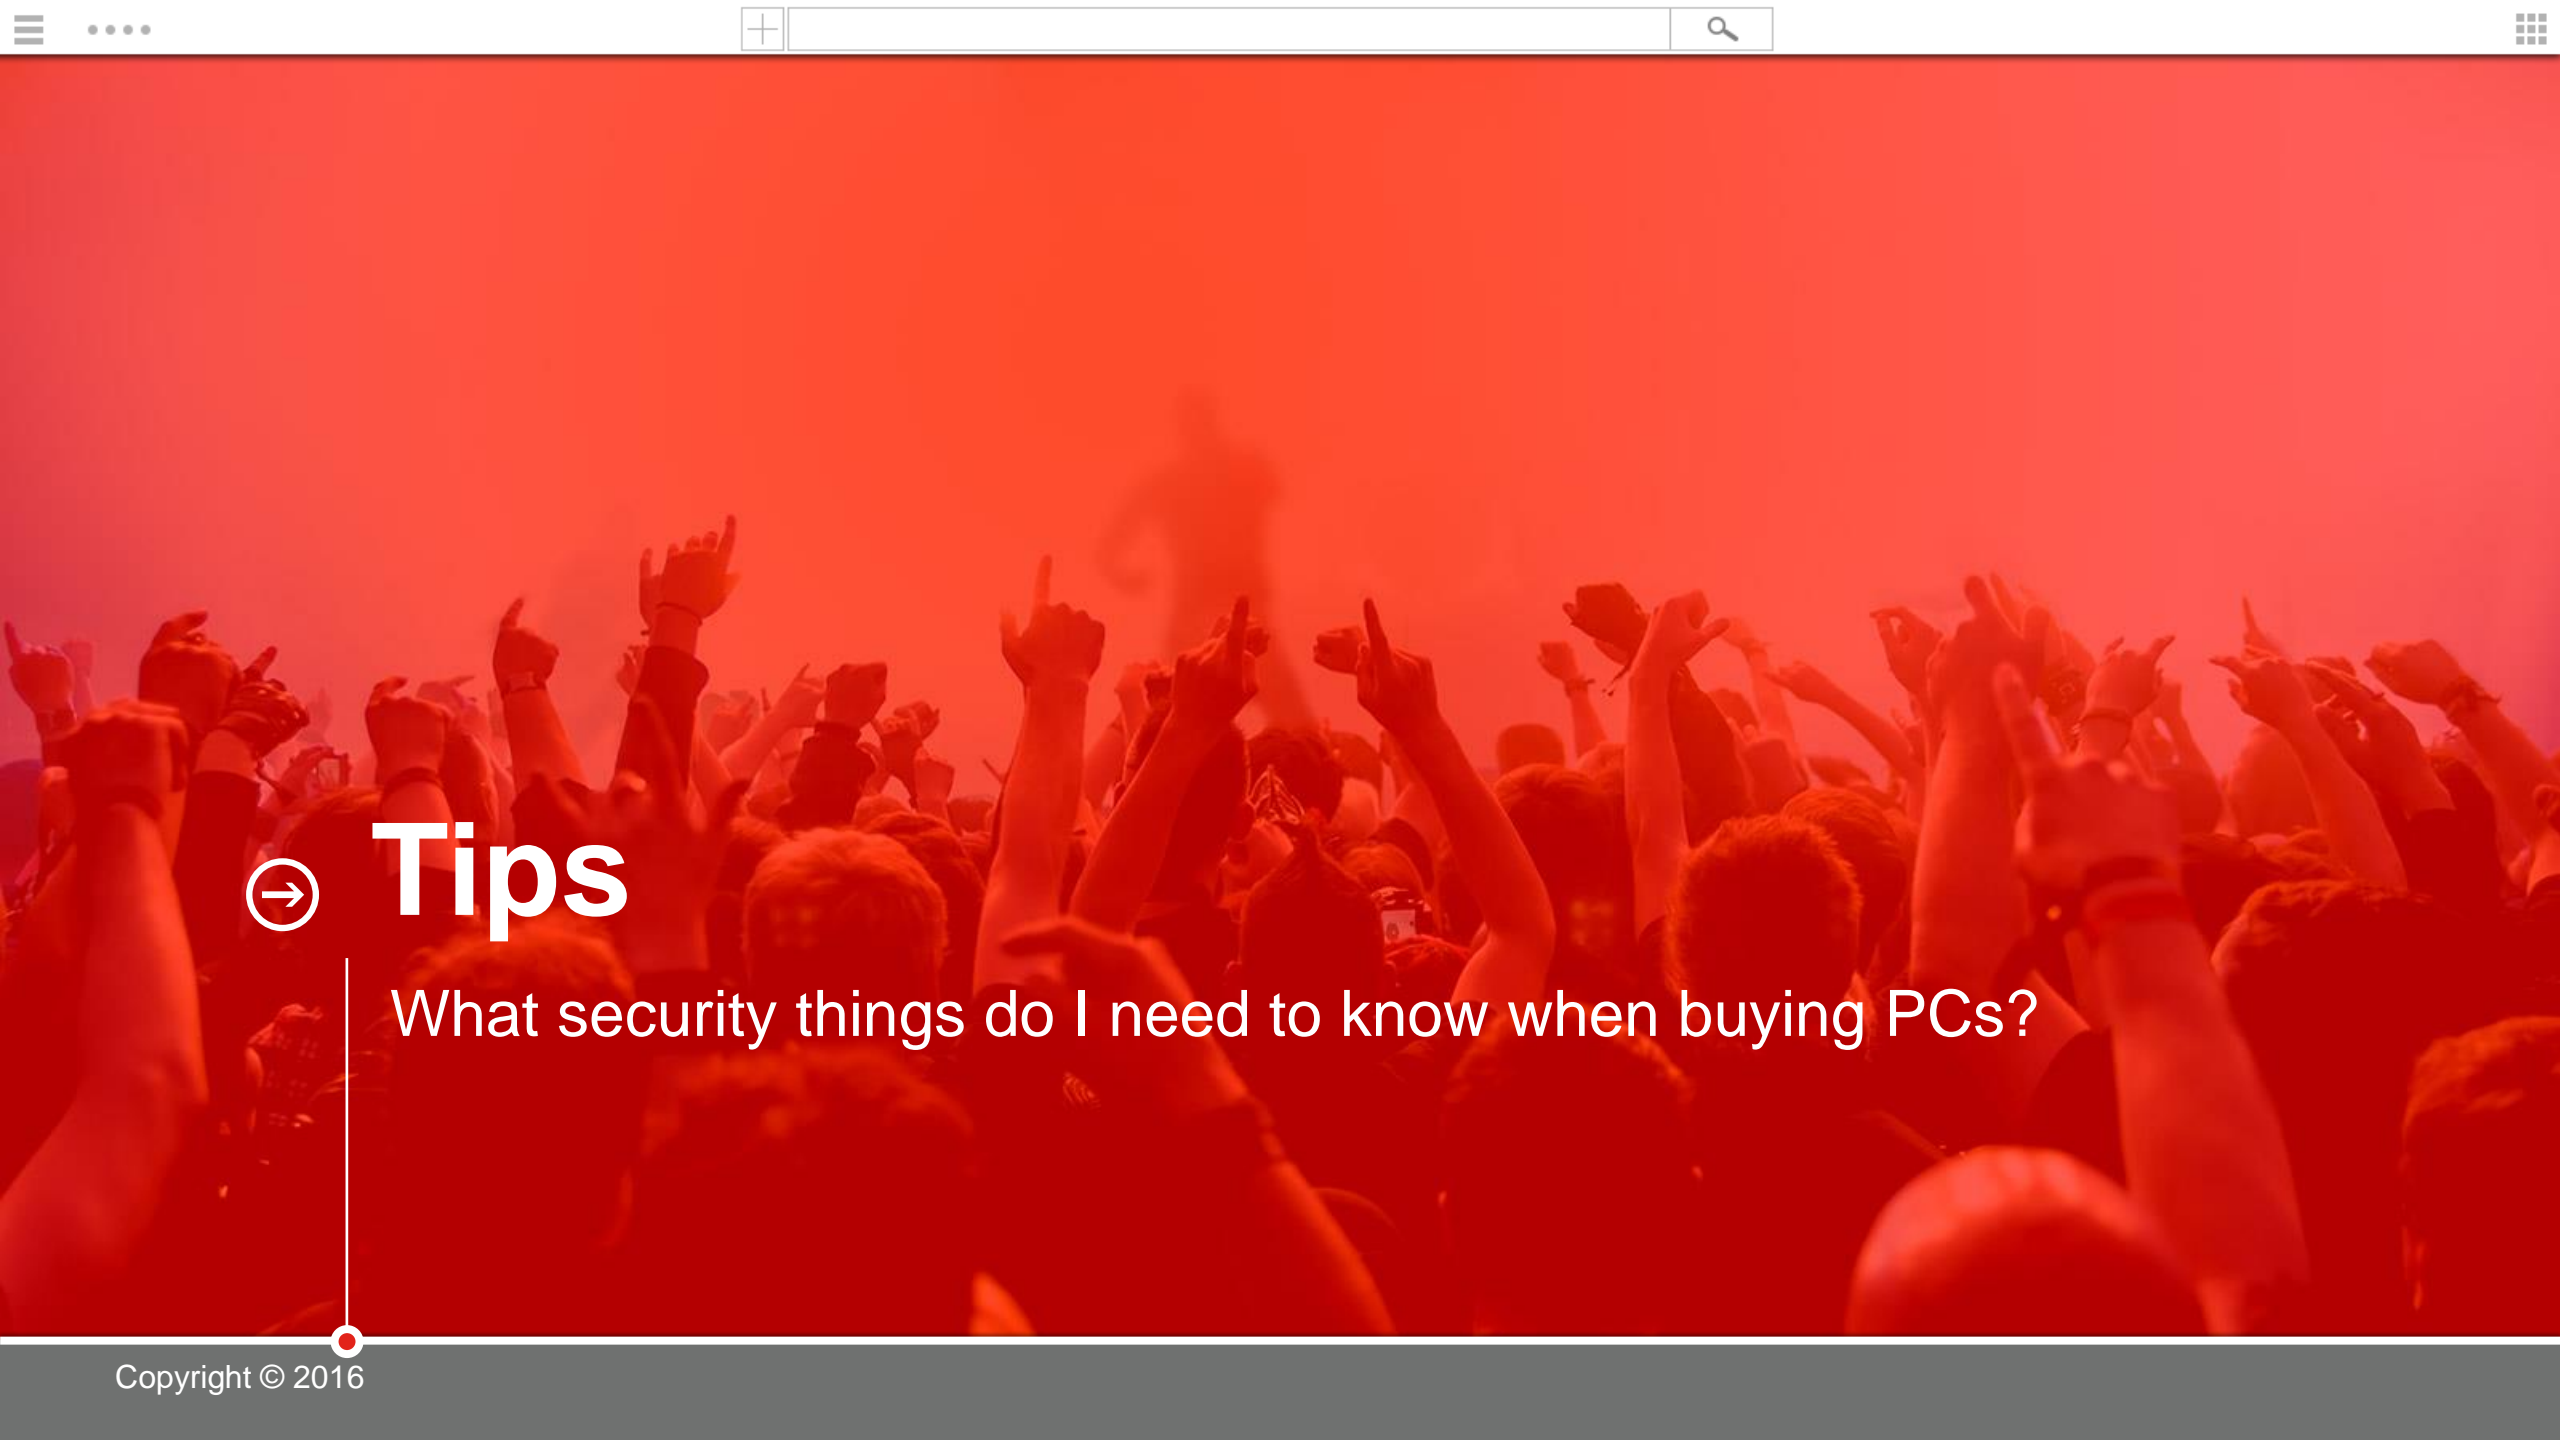 Tips
What security things do I need to know when buying PCs?
Copyright © 2016